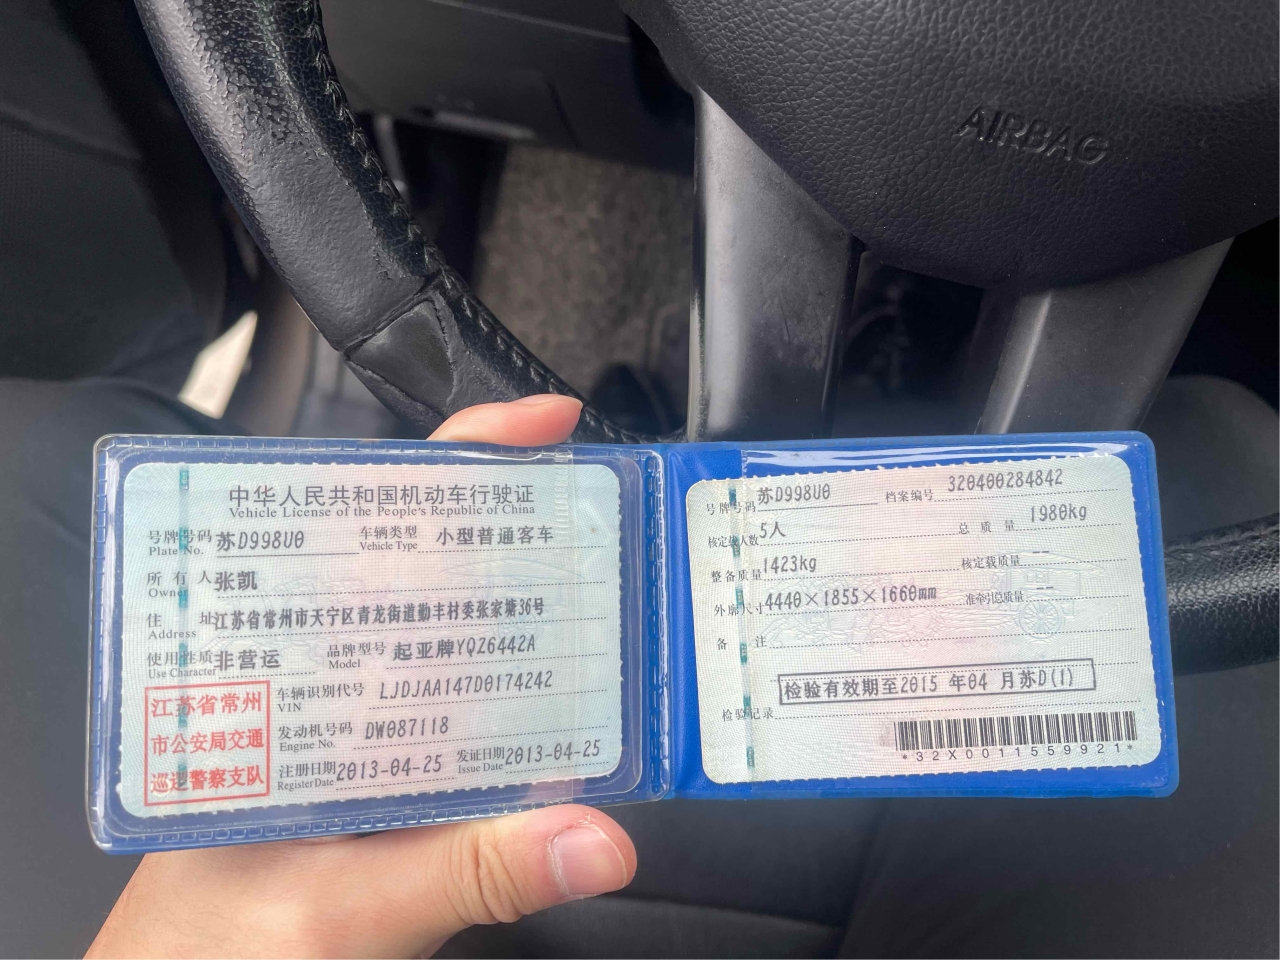 AIRBAG
中华人民共和国机动车行驶证
Vehicle License of the People's Republic of China
号牌号码 苏D998U0 车辆类型 小型普通客车
Plate No. Vehicle Type
所有人 张凯
Owner
住址 江苏省常州市天宁区青龙街道勤丰村委张家塘36号
Address
使用性质 非营运 品牌型号 起亚牌YQZ6442A
Use Character Model
江苏省常州
市公安局交通
巡逻警察支队
车辆识别代号 LJDJAA147D0174242
VIN
发动机号码 DW087118
Engine No.
注册日期 2013-04-25 发证日期 2013-04-25
Register Date Issue Date
号牌号码 苏D998U0 档案编号 320400284842
核定载人数 5人 总质量 1980kg
整备质量 1423kg 核定载质量 --
外廓尺寸 4440×1855×1660mm 准牵引总质量 --
备注
检验有效期至2015 年04 月苏D(1)
检验记录
*32X0011559921*